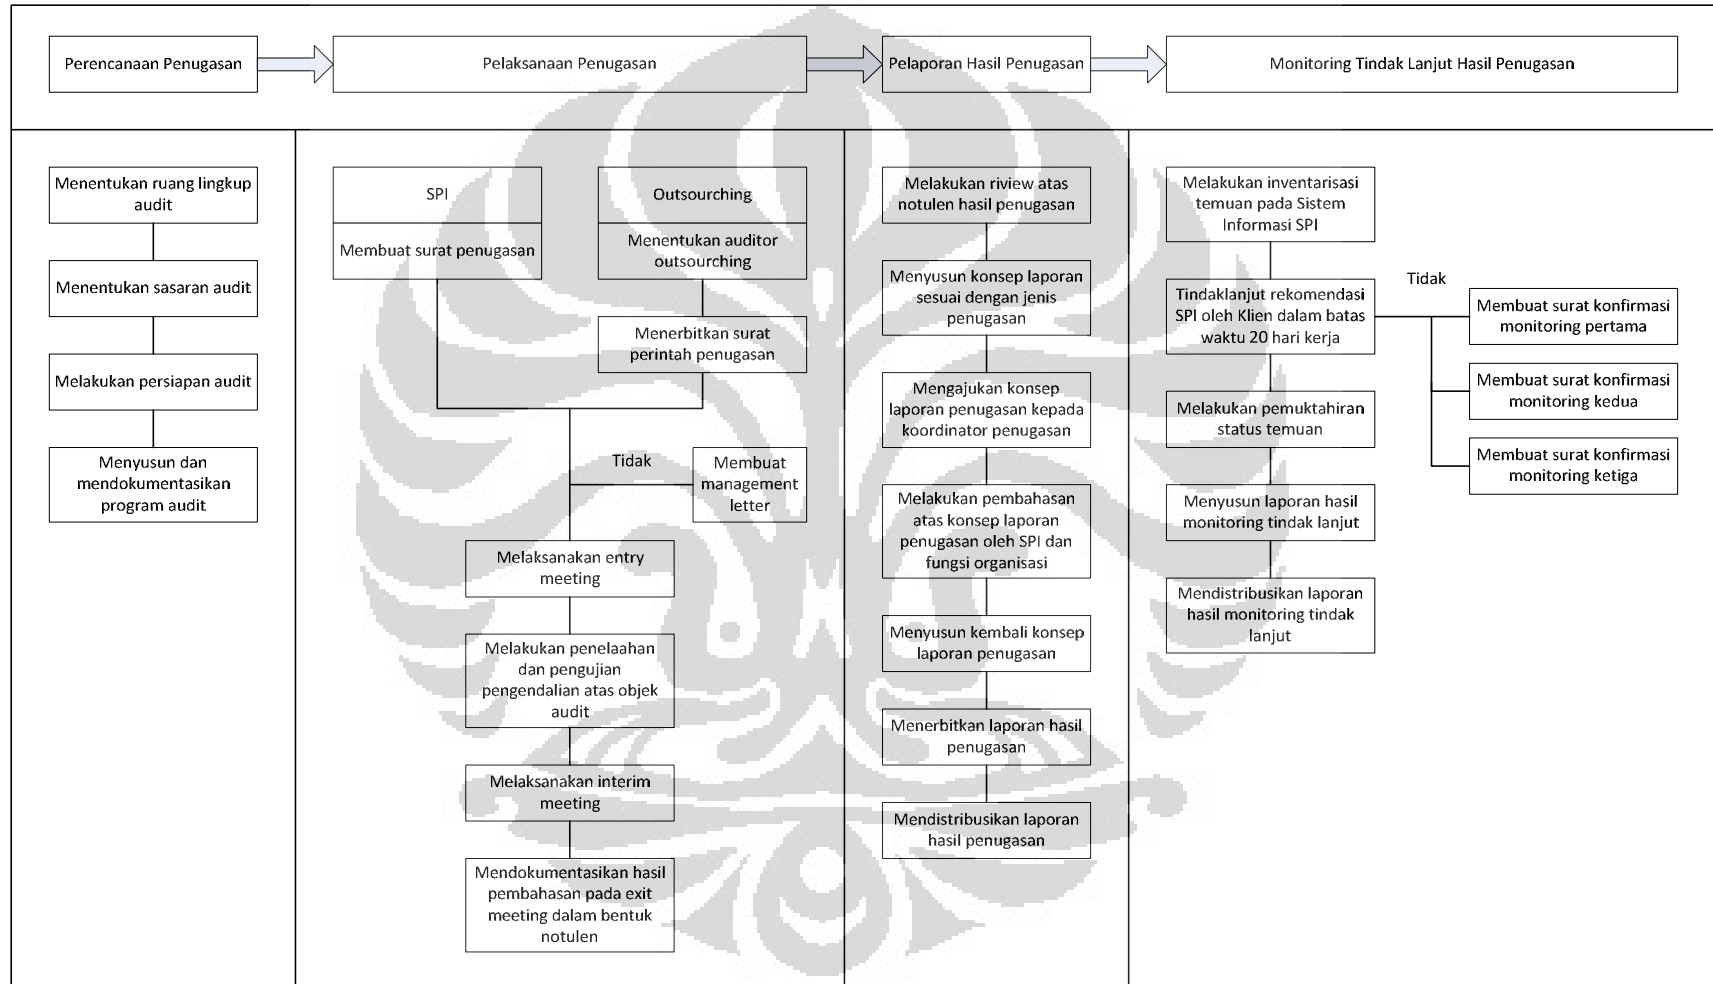 Perencanaan Penugasan
Pelaksanaan Penugasan
Pelaporan Hasil Penugasan
Monitoring Tindak Lanjut Hasil Penugasan
Menentukan ruang lingkup
audit
Menentukan sasaran audit
Melakukan persiapan audit
Menyusun dan
mendokumentasikan
program audit
SPI
Membuat surat penugasan
Outsourching
Menentukan auditor
outsourching
Menerbitkan surat
perintah penugasan
Tidak
Membuat
management
letter
Melaksanakan entry
meeting
Melakukan penelaahan
dan pengujian
pengendalian atas objek
audit
Melaksanakan interim
meeting
Mendokumentasikan hasil
pembahasan pada exit
meeting dalam bentuk
notulen
Melakukan riview atas
notulen hasil penugasan
Menyusun konsep laporan
sesuai dengan jenis
penugasan
Mengajukan konsep
laporan penugasan kepada
koordinator penugasan
Melakukan pembahasan
atas konsep laporan
penugasan oleh SPI dan
fungsi organisasi
Menyusun kembali konsep
laporan penugasan
Menerbitkan laporan hasil
penugasan
Mendistribusikan laporan
hasil penugasan
Melakukan inventarisasi
temuan pada Sistem
Informasi SPI
Tindaklanjut rekomendasi
SPI oleh Klien dalam batas
waktu 20 hari kerja
Melakukan pemuktahiran
status temuan
Menyusun laporan hasil
monitoring tindak lanjut
Mendistribusikan laporan
hasil monitoring tindak
lanjut
Tidak
Membuat surat konfirmasi
monitoring pertama
Membuat surat konfirmasi
monitoring kedua
Membuat surat konfirmasi
monitoring ketiga